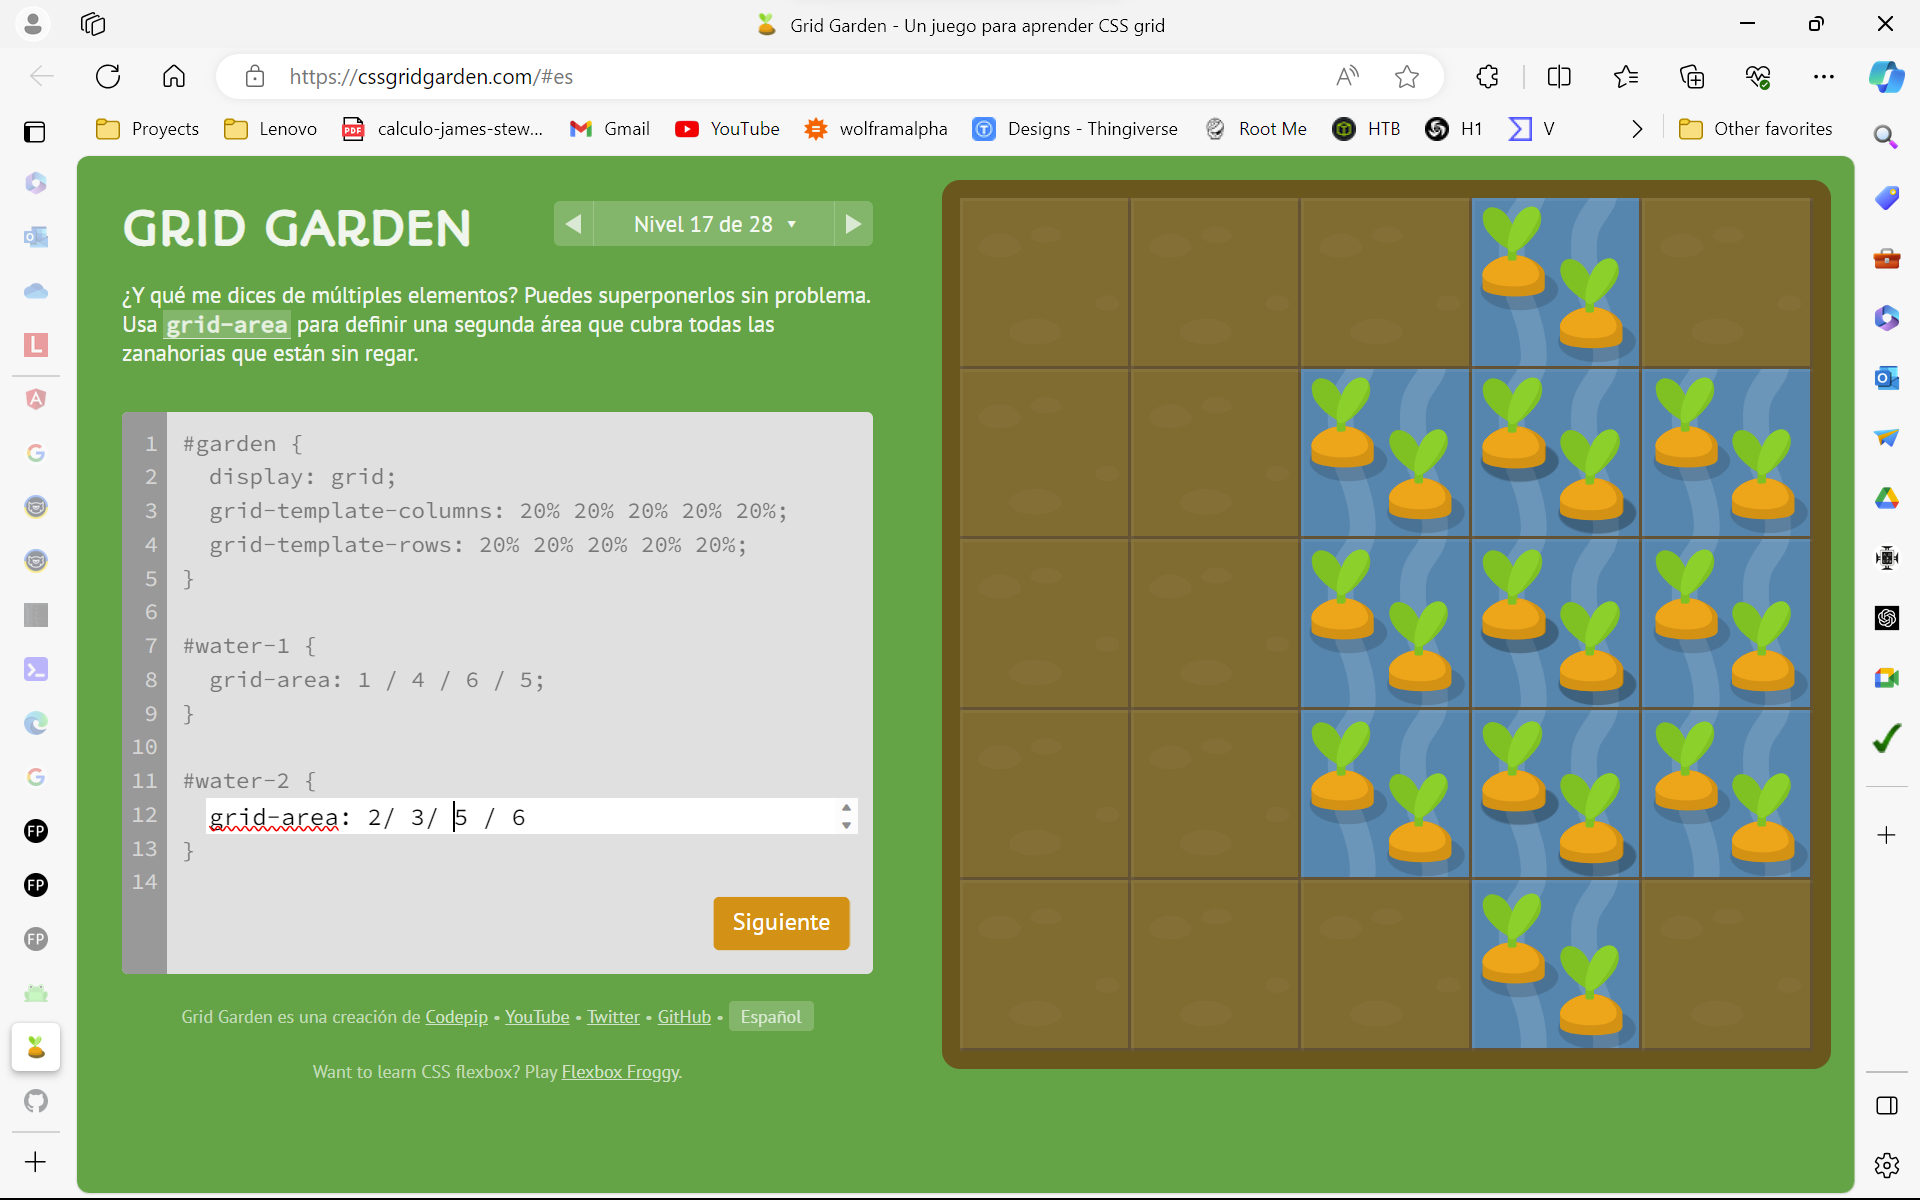 Grid Garden - Un juego para aprender CSS grid
https://cssgridgarden.com/#es
Proyects
Lenovo
PDF
calculo-james-stew...
Gmail
YouTube
wolframalpha
Designs - Thingiverse
Root Me
HTB
H1
V
Other favorites
GRID GARDEN
Nivel 17 de 28
¿Y qué me dices de múltiples elementos? Puedes superponerlos sin problema.
Usa grid-area para definir una segunda área que cubra todas las
zanahorias que están sin regar.
1 #garden {
2 display: grid;
3 grid-template-columns: 20% 20% 20% 20% 20%;
4 grid-template-rows: 20% 20% 20% 20% 20%;
5 }
6
7 #water-1 {
8 grid-area: 1 / 4 / 6 / 5;
9 }
10
11 #water-2 {
12 grid-area: 2/ 3/ 5 / 6
13 }
14
Siguiente
Grid Garden es una creación de Codepip • YouTube • Twitter • GitHub • Español
Want to learn CSS flexbox? Play Flexbox Froggy.
L
FP
FP
FP